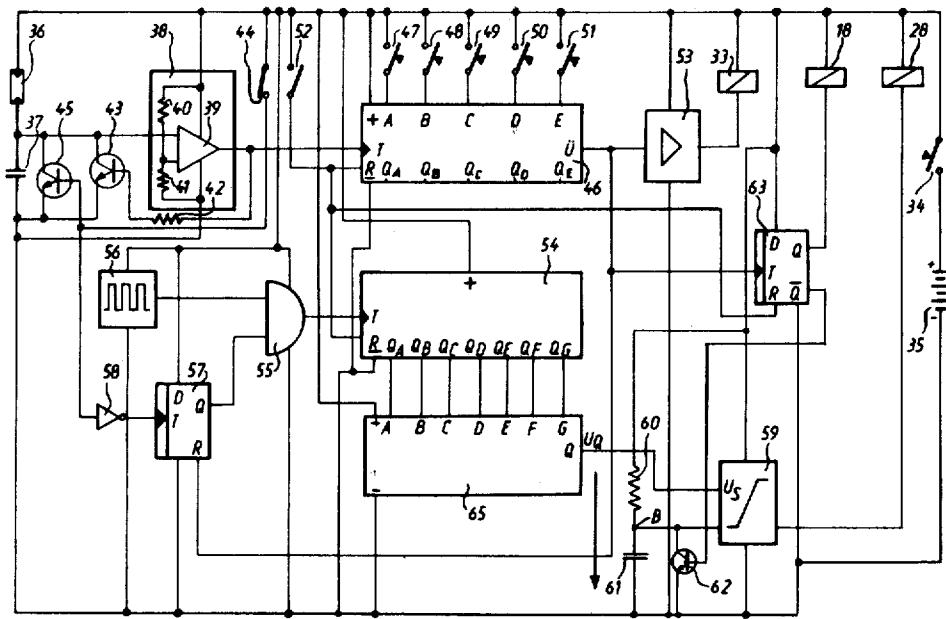 36 38 44 52 47 48 49 50 51 53 33 18 28
45 43 40 39
37 41 42
+ A B C D E
T Ü
R QA QB QC QD QE 46
34
63
D Q
T
R Q̅
+
-
35
56
54
+
T
R QA QB QC QD QE QF QG
55
58 57
D Q
T
R
+ A B C D E F G
Q UQ
-
65
60
59
US
B
61
62